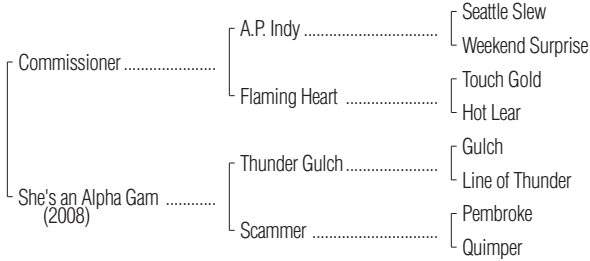 Seattle Slew
A.P. Indy ..............................
Weekend Surprise
Commissioner .....................
Touch Gold
Flaming Heart .....................
Hot Lear
Gulch
Thunder Gulch .....................
Line of Thunder
She's an Alpha Gam ............
(2008)
Pembroke
Scammer .............................
Quimper